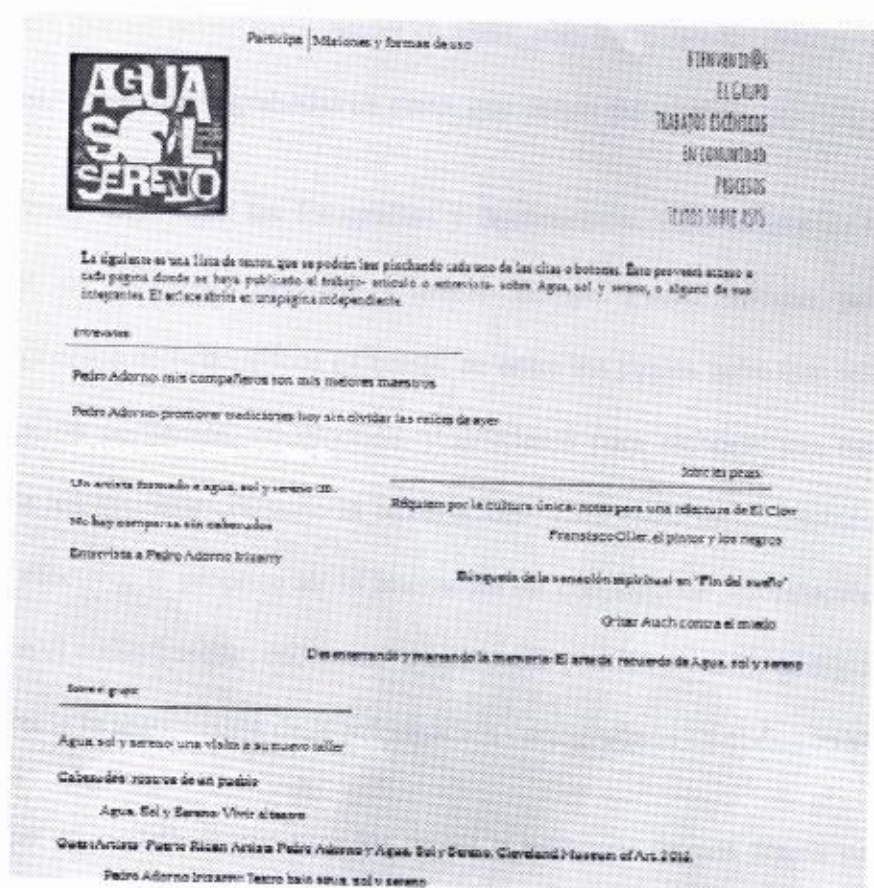 Participa | Misiones y formas de uso
AGUA
SOL
SERENO
BIENVENID@S
EL GRUPO
TRABAJOS ESCÉNICOS
EN COMUNIDAD
PROCESOS
TEXTOS SOBRE ASYS
La siguiente es una lista de textos, que se podrán leer pinchando cada uno de las citas o botones. Esto proveerá acceso a
cada página donde se haya publicado el trabajo- artículo o entrevista- sobre Agua, sol y sereno, o alguno de sus
integrantes. El enlace abrirá en una página independiente.
Entrevistas:
Pedro Adorno: mis compañeros son mis mejores maestros
Pedro Adorno: promover tradiciones hoy sin olvidar las raíces de ayer
Un artista formado a agua, sol y sereno
No hay comparsa sin cabezudos
Entrevista a Pedro Adorno Irizarry
Sobre las piezas:
Réquiem por la cultura única: notas para una relectura de El Clow
Fransisco Oller, el pintor y los negros
Búsqueda de la sanación espiritual en "Fin del sueño"
contra el miedo
Desenterrando y marcando la memoria: El arte de recuerdo de Agua, sol y sereno
Sobre el grupo:
Agua, sol y sereno: una visita a su nuevo taller
Cabezudos: rostros de un pueblo
Agua, Sol y Sereno: Vivir el teatro
Guest Artists: Puerto Rican Artists Pedro Adorno y Agua, Sol y Sereno, Cleveland Museum of Art. 2012.
Pedro Adorno Irizarry: Teatro bajo agua, sol y sereno